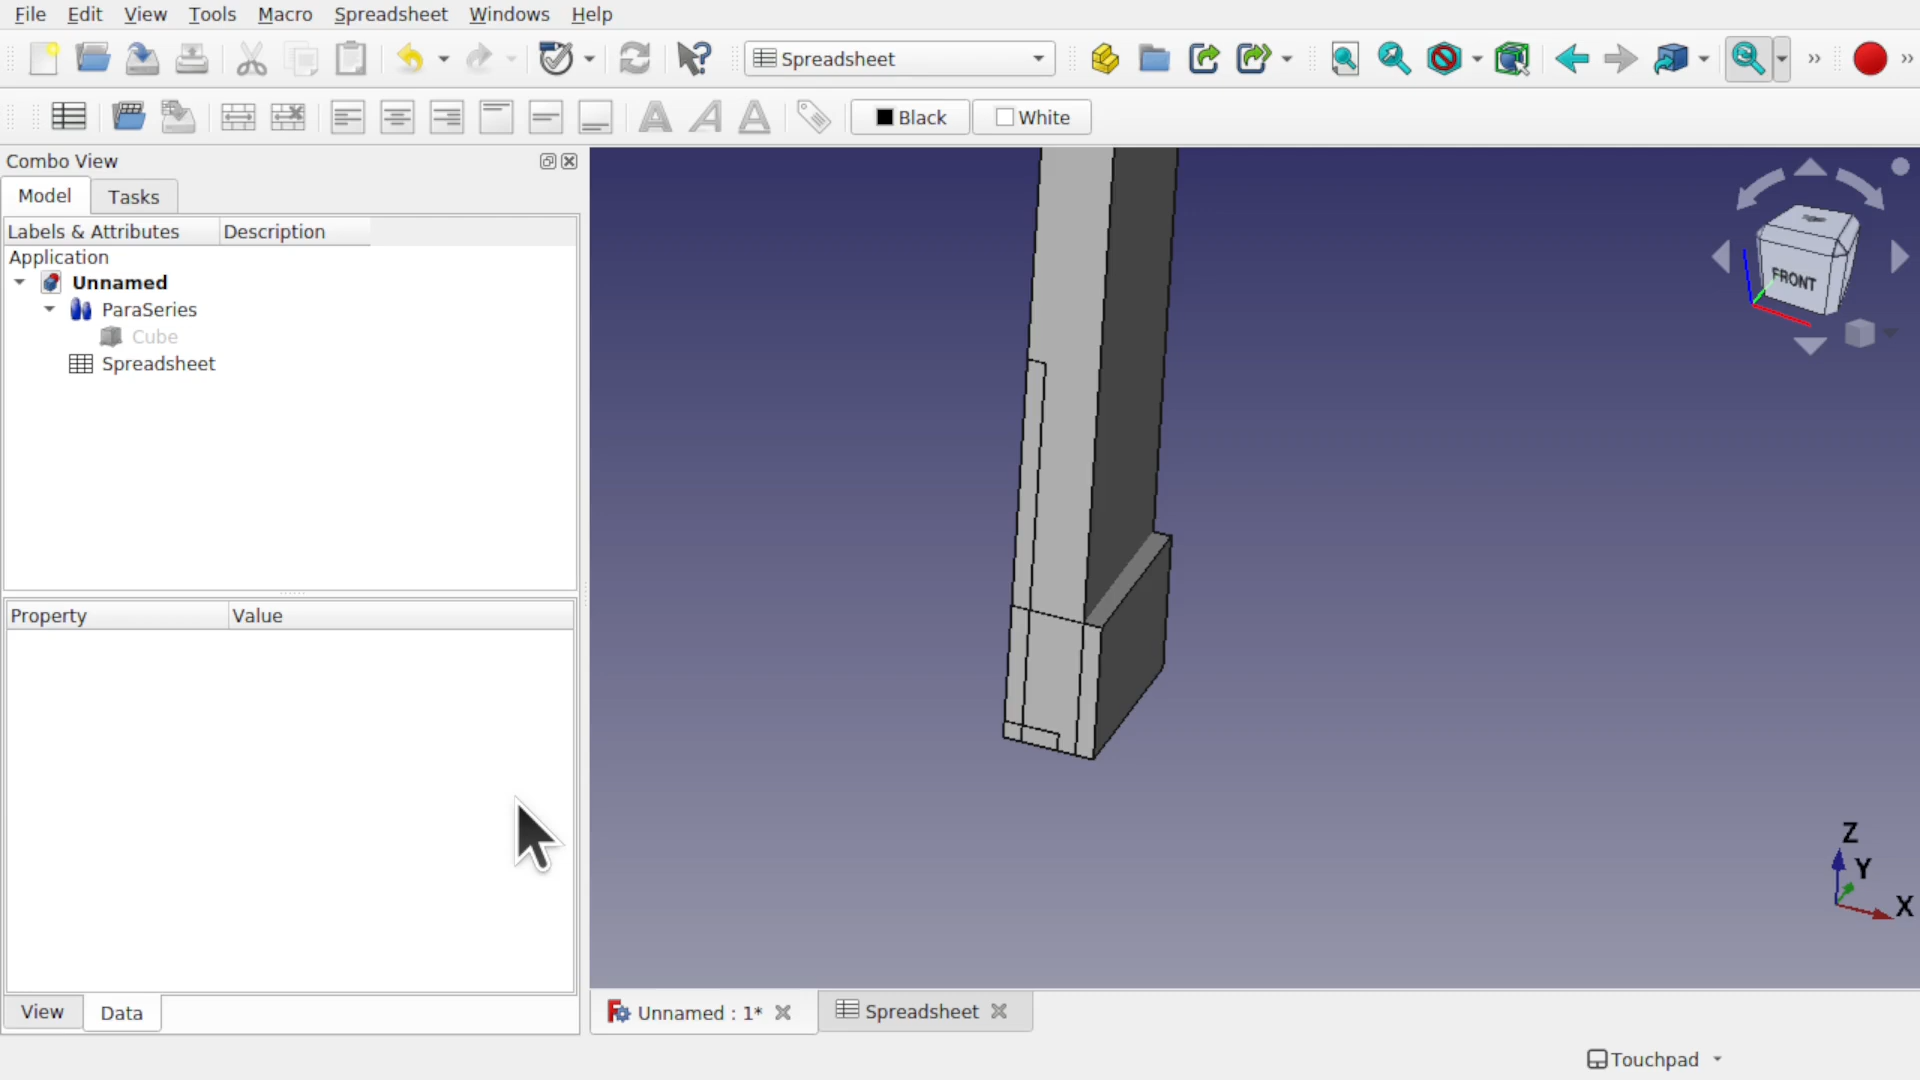 File Edit View Tools Macro Spreadsheet Windows Help
Spreadsheet
Black White
Combo View
Model Tasks
Labels & Attributes Description
Application
Unnamed
ParaSeries
Cube
Spreadsheet
Property Value
View Data
FRONT
Z
Y
X
Unnamed : 1* Spreadsheet
Touchpad